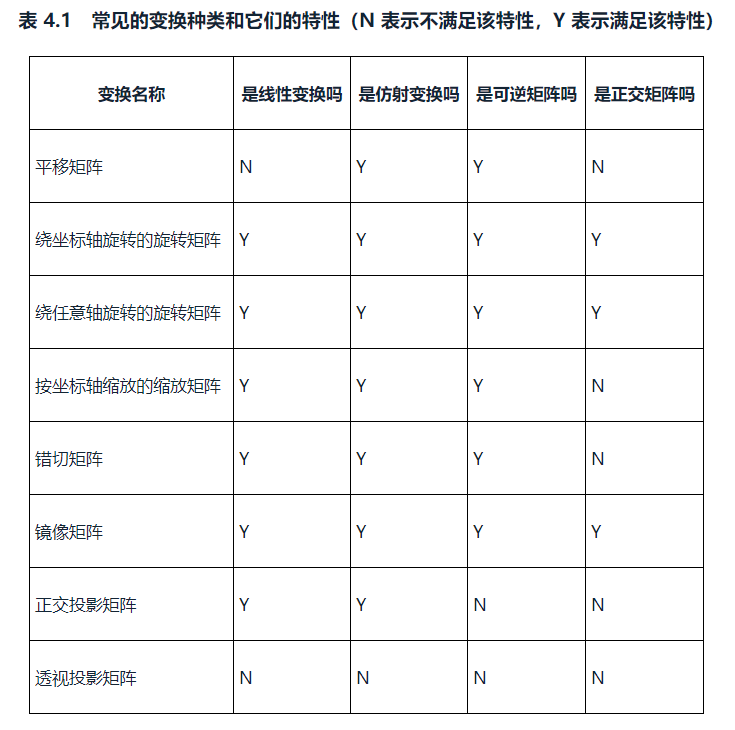 表 4.1 常见的变换种类和它们的特性（N 表示不满足该特性，Y 表示满足该特性）
变换名称 是线性变换吗 是仿射变换吗 是可逆矩阵吗 是正交矩阵吗
平移矩阵 N Y Y N
绕坐标轴旋转的旋转矩阵 Y Y Y Y
绕任意轴旋转的旋转矩阵 Y Y Y Y
按坐标轴缩放的缩放矩阵 Y Y Y N
错切矩阵 Y Y Y N
镜像矩阵 Y Y Y Y
正交投影矩阵 Y Y N N
透视投影矩阵 N N N N